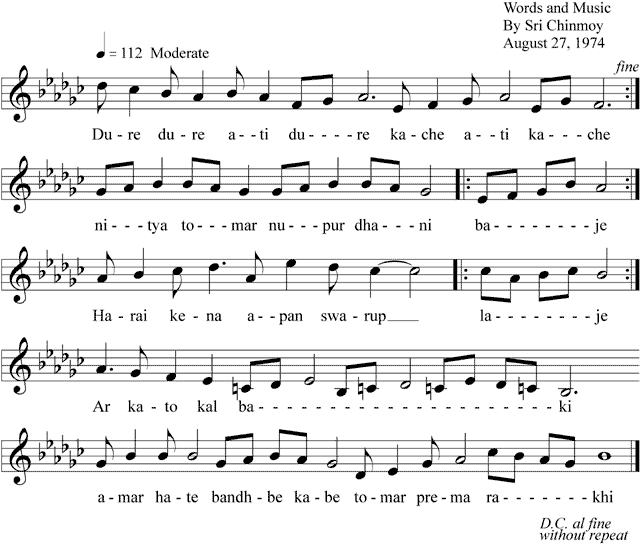 Words and Music
By Sri Chinmoy
August 27, 1974
= 112 Moderate
fine
Du- re du- - re a- - ti du- - - - re ka- che a- ti ka- - - che
ni- - - -tya to- - mar nu- - pur dha- - - ni ba- - - - - - - je
Ha- rai ke- na a- - pan swa- rup____ la- - - - - - - - je
Ar ka- to kal ba- - - - - - - - - - - - - - - - - - - - - - - - - ki
a- mar ha- te bandh- be ka- be to- mar pre- ma ra- - - - - - khi
D.C. al fine
without repeat